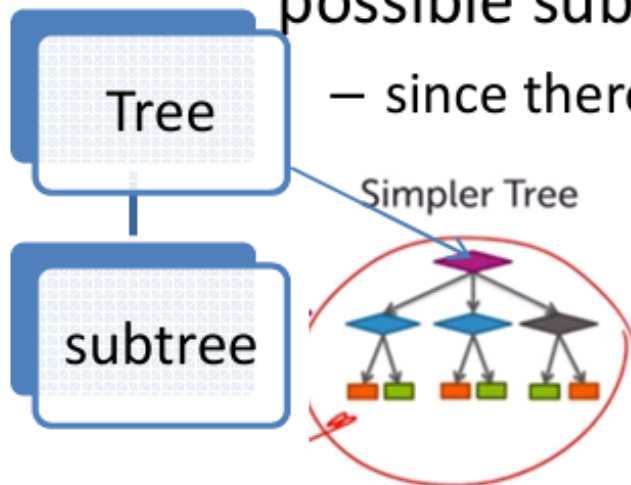 possible sub
– since there
Tree
Simpler Tree
subtree